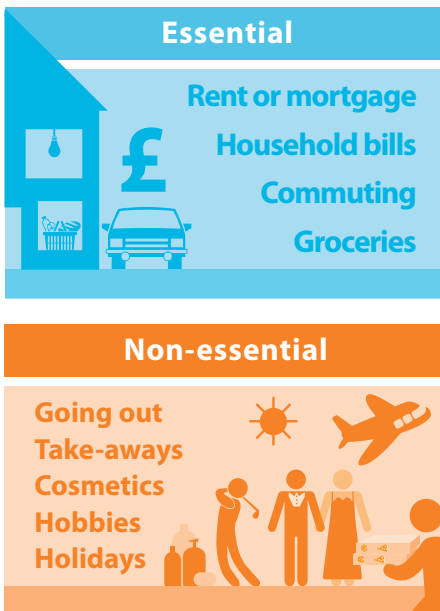 Essential
Rent or mortgage
Household bills
£
Commuting
Groceries
Non-essential
Going out
Take-aways
Cosmetics
Hobbies
Holidays